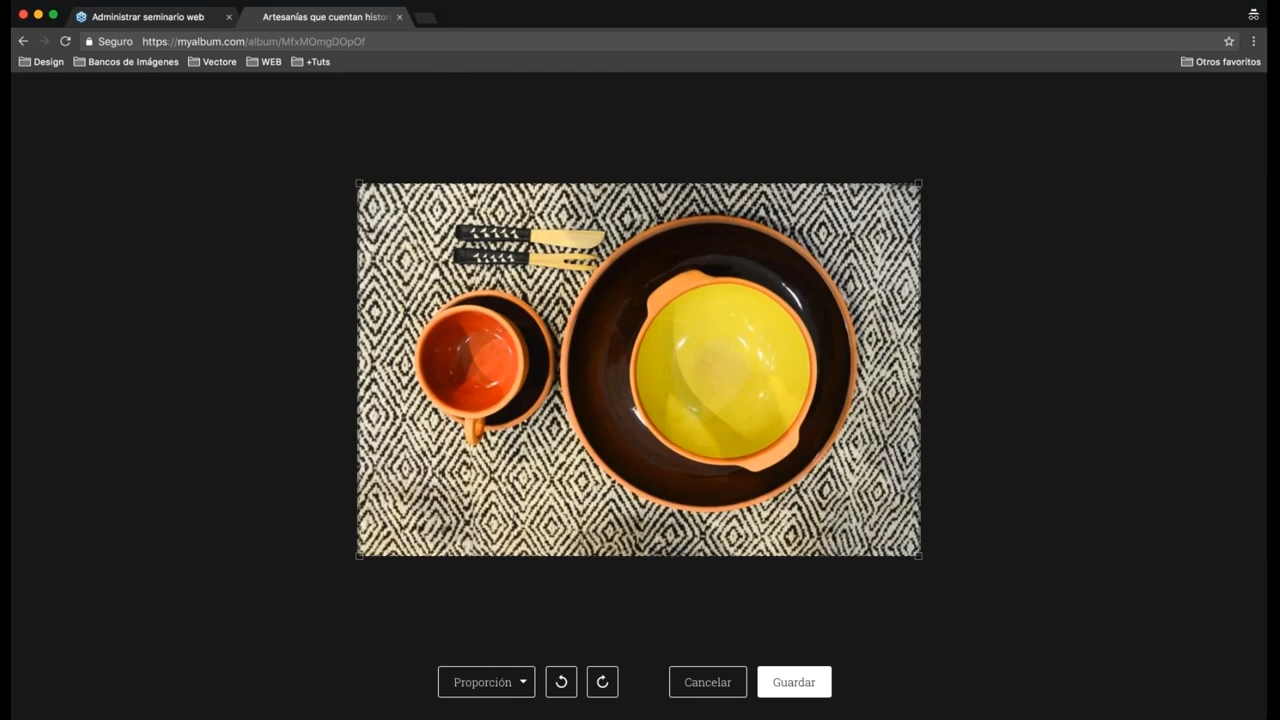 Administrar seminario web
Artesanías que cuentan histor
Seguro https://myalbum.com/album/MfxMOmgDOpOf
Design Bancos de Imágenes Vectore WEB +Tuts Otros favoritos
Proporción Cancelar Guardar